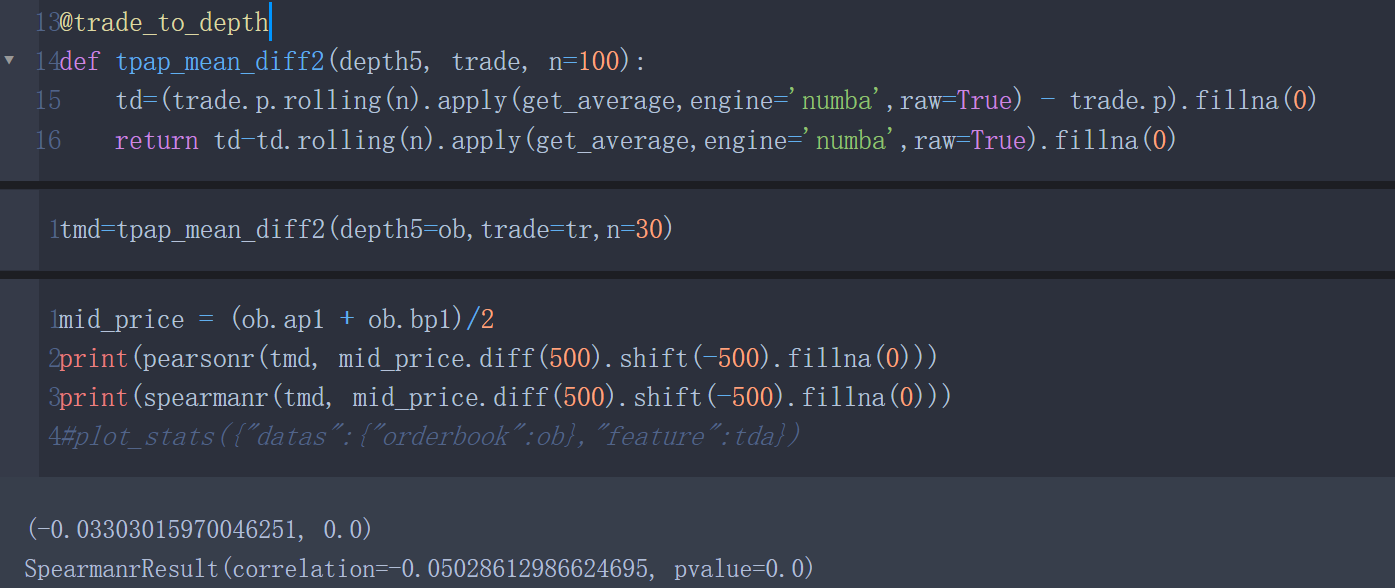 13@trade_to_depth
14def tpap_mean_diff2(depth5, trade, n=100):
15    td=(trade.p.rolling(n).apply(get_average,engine='numba',raw=True) - trade.p).fillna(0)
16    return td-td.rolling(n).apply(get_average,engine='numba',raw=True).fillna(0)
1tmd=tpap_mean_diff2(depth5=ob,trade=tr,n=30)
1mid_price = (ob.ap1 + ob.bp1)/2
2print(pearsonr(tmd, mid_price.diff(500).shift(-500).fillna(0)))
3print(spearmanr(tmd, mid_price.diff(500).shift(-500).fillna(0)))
4#plot_stats({"datas":{"orderbook":ob},"feature":tda})
(-0.03303015970046251, 0.0)
SpearmanrResult(correlation=-0.05028612986624695, pvalue=0.0)